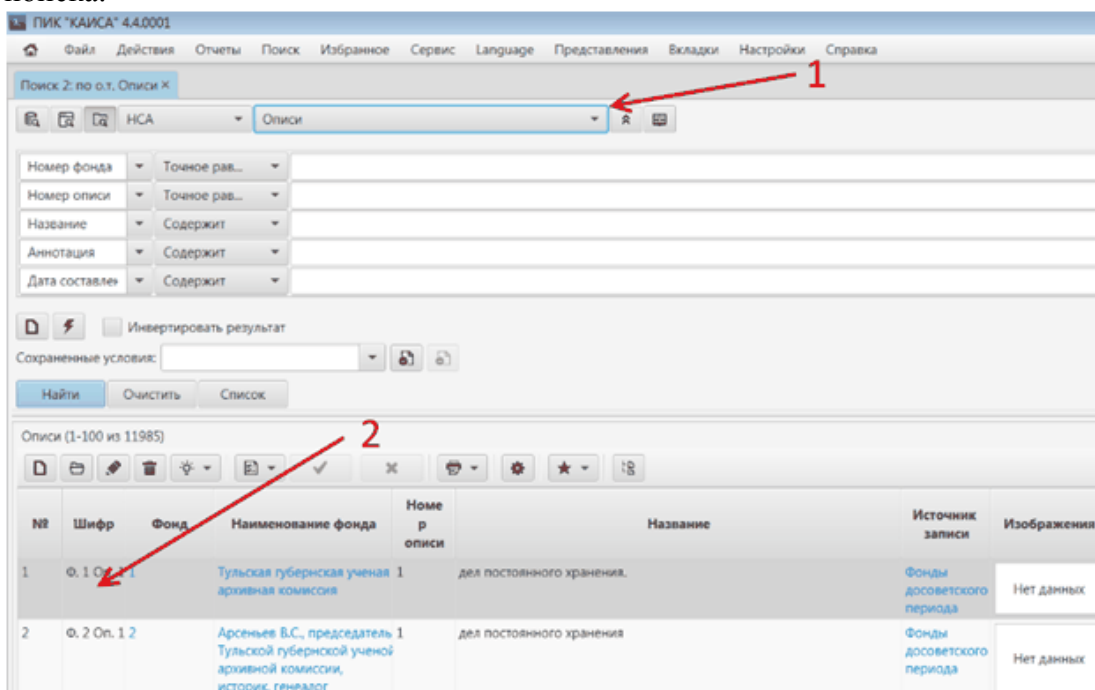 поиска.
ПИК "КАИСА" 4.4.0001
Файл Действия Отчеты Поиск Избранное Сервис Language Представления Вкладки Настройки Справка
1
Поиск 2: по о.т. Описи ×
НСА Описи
Номер фонда Точное рав...
Номер описи Точное рав...
Название Содержит
Аннотация Содержит
Дата составлен Содержит
Инвертировать результат
Сохраненные условия:
Найти Очистить Список
Описи (1-100 из 11985)
2
№ Шифр Фонд Наименование фонда Номе р описи Название Источник записи Изображения
1 Ф. 1 Оп. 1 1 Тульская губернская ученая 1 дел постоянного хранения. Фонды
архивная комиссия досоветского Нет данных
периода
2 Ф. 2 Оп. 1 2 Арсеньев В.С., председатель 1 дел постоянного хранения Фонды
Тульской губернской ученой досоветского Нет данных
архивной комиссии, периода
историк, генеалог